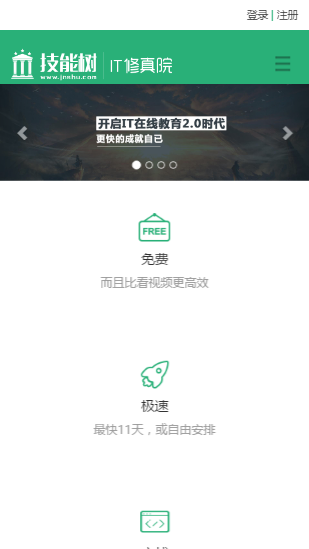 登录 | 注册
技能树 IT修真院
www.jnshu.com
开启IT在线教育2.0时代
更快的成就自己
FREE
免费
而且比看视频更高效
极速
最快11天，或自由安排